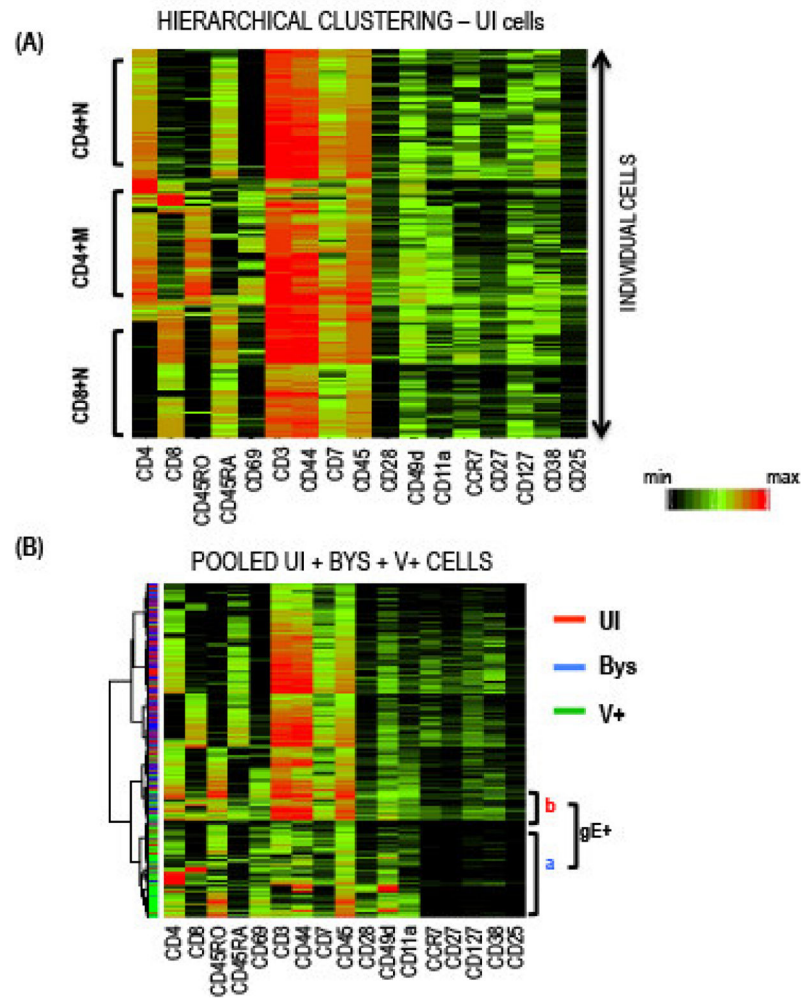 HIERARCHICAL CLUSTERING – UI cells
(A)
CD4+N
CD4+M
CD8+N
INDIVIDUAL CELLS
CD4 CD8 CD45RO CD45RA CD69 CD3 CD44 CD7 CD45 CD28 CD49d CD11a CCR7 CD27 CD127 CD38 CD25
min max
(B)
POOLED UI + BYS + V+ CELLS
UI
Bys
V+
b
gE+
a
CD4 CD8 CD45RO CD45RA CD69 CD3 CD44 CD7 CD45 CD28 CD49d CD11a CCR7 CD27 CD127 CD38 CD25